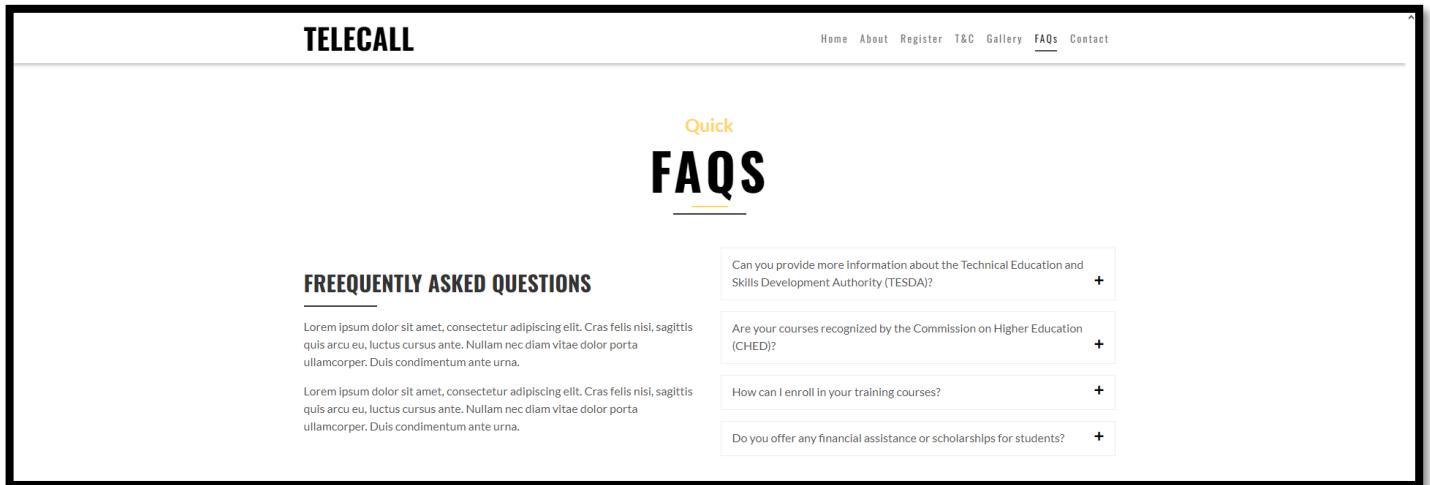 TELECALL
Home About Register T&C Gallery FAQs Contact
Quick
FAQS
FREEQUENTLY ASKED QUESTIONS
Lorem ipsum dolor sit amet, consectetur adipiscing elit. Cras felis nisi, sagittis
quis arcu eu, luctus cursus ante. Nullam nec diam vitae dolor porta
ullamcorper. Duis condimentum ante urna.
Lorem ipsum dolor sit amet, consectetur adipiscing elit. Cras felis nisi, sagittis
quis arcu eu, luctus cursus ante. Nullam nec diam vitae dolor porta
ullamcorper. Duis condimentum ante urna.
Can you provide more information about the Technical Education and
Skills Development Authority (TESDA)?
Are your courses recognized by the Commission on Higher Education
(CHED)?
How can I enroll in your training courses?
Do you offer any financial assistance or scholarships for students?